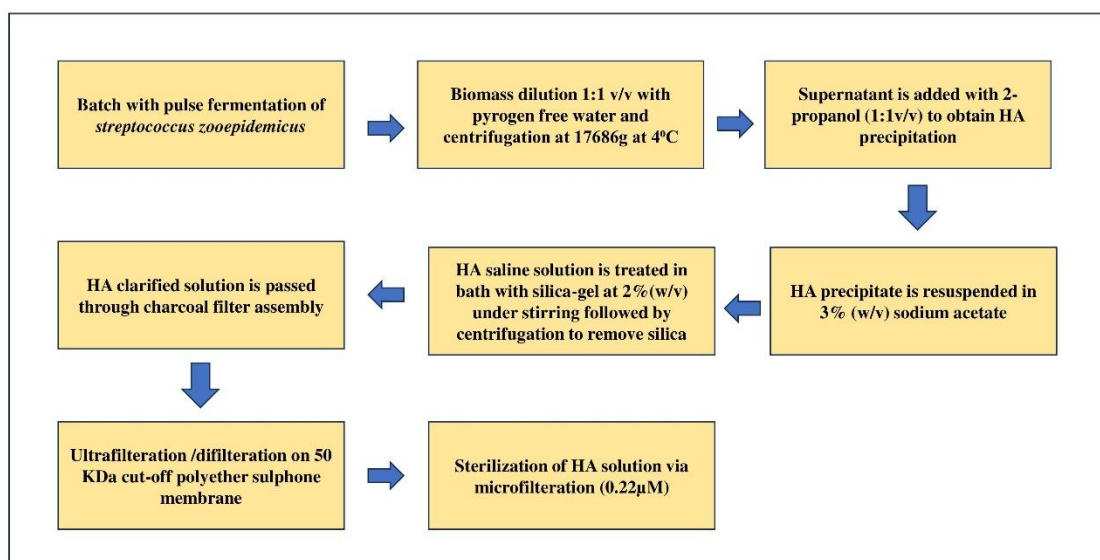 Batch with pulse fermentation of
streptococcus zooepidemicus
Biomass dilution 1:1 v/v with
pyrogen free water and
centrifugation at 17686g at 4⁰C
Supernatant is added with 2-
propanol (1:1v/v) to obtain HA
precipitation
HA precipitate is resuspended in
3% (w/v) sodium acetate
HA saline solution is treated in
bath with silica-gel at 2%(w/v)
under stirring followed by
centrifugation to remove silica
HA clarified solution is passed
through charcoal filter assembly
Ultrafilteration /difilteration on 50
KDa cut-off polyether sulphone
membrane
Sterilization of HA solution via
microfilteration (0.22µM)